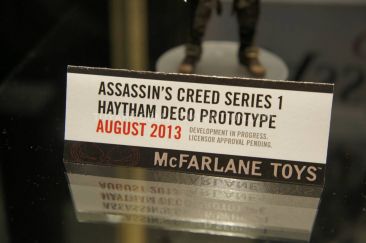 ASSASSIN'S CREED SERIES 1
HAYTHAM DECO PROTOTYPE
AUGUST 2013 DEVELOPMENT IN PROGRESS.
LICENSOR APPROVAL PENDING.
McFARLANE TOYS